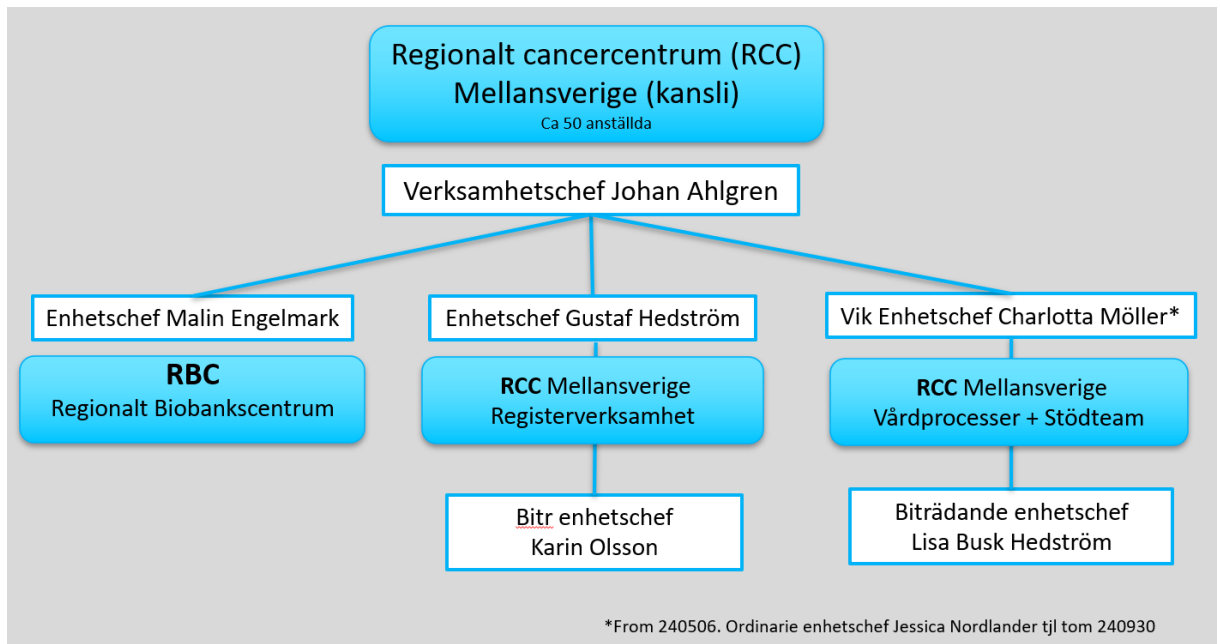 Regionalt cancercentrum (RCC)
Mellansverige (kansli)
Ca 50 anställda
Verksamhetschef Johan Ahlgren
Enhetschef Malin Engelmark
RBC
Regionalt Biobankscentrum
Enhetschef Gustaf Hedström
RCC Mellansverige
Registerverksamhet
Bitr enhetschef
Karin Olsson
Vik Enhetschef Charlotta Möller*
RCC Mellansverige
Vårdprocesser + Stödteam
Biträdande enhetschef
Lisa Busk Hedström
*From 240506. Ordinarie enhetschef Jessica Nordlander tjl tom 240930